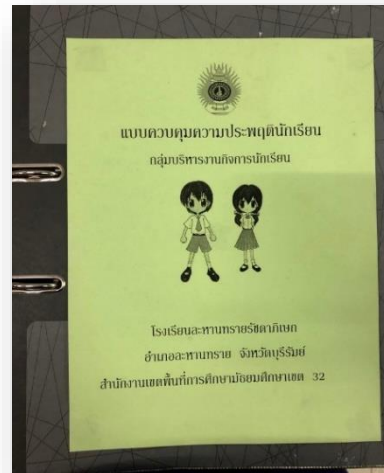 แบบควบคุมความประพฤตินักเรียน
กลุ่มบริหารงานกิจการนักเรียน
โรงเรียนละหานทรายรัชดาภิเษก
อำเภอละหานทราย จังหวัดบุรีรัมย์
สำนักงานเขตพื้นที่การศึกษามัธยมศึกษาเขต 32